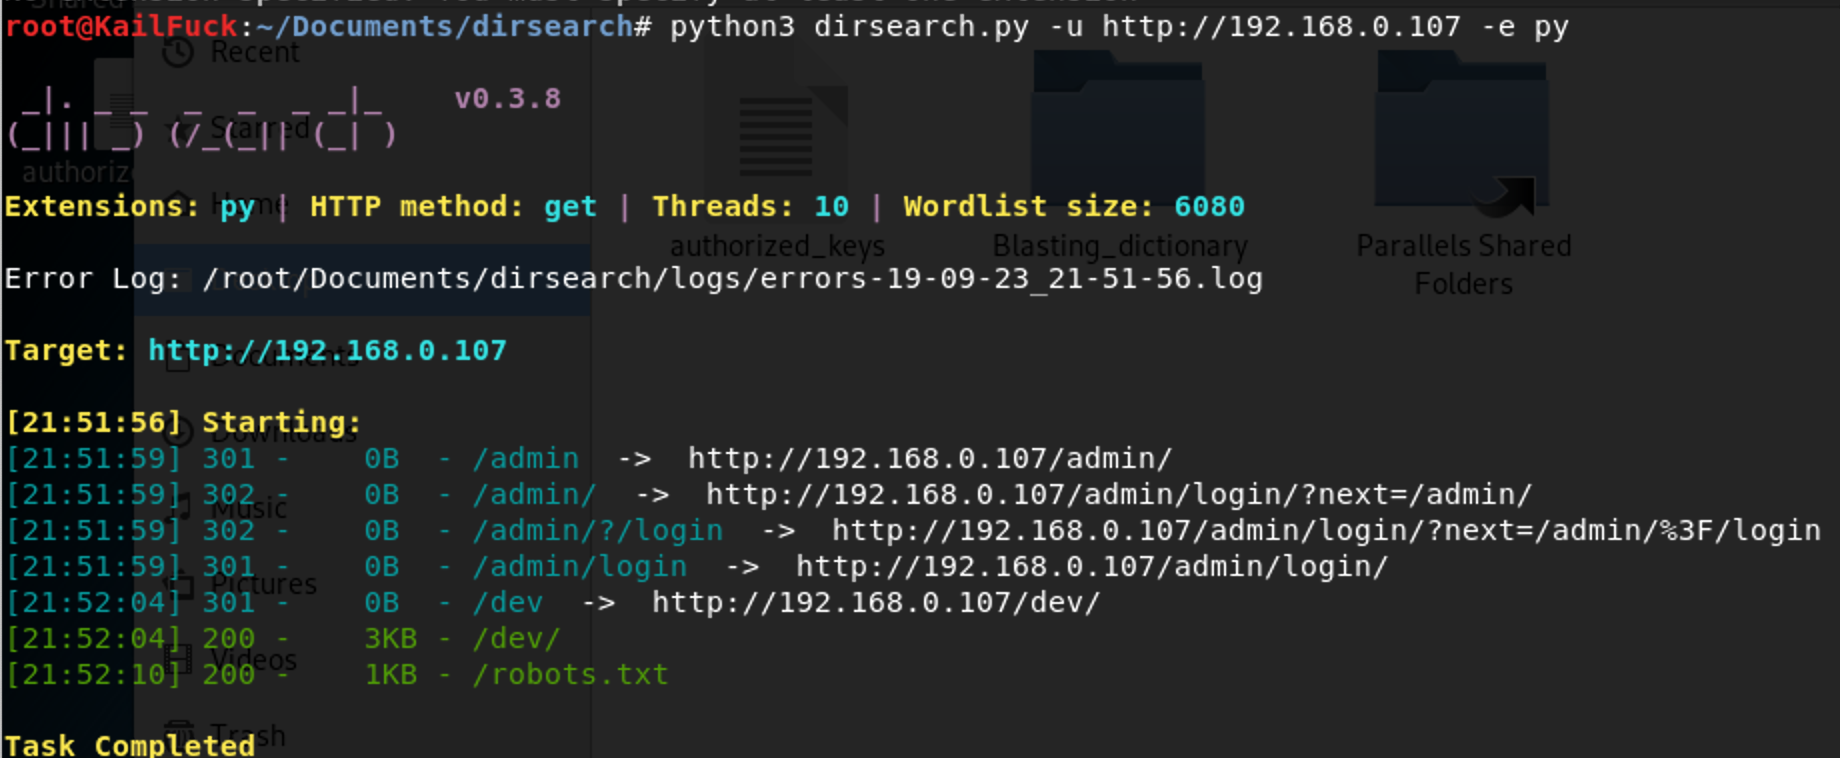 root@KailFuck:~/Documents/dirsearch# python3 dirsearch.py -u http://192.168.0.107 -e py
Recent
_|. _ _  _  _  _ _|_    v0.3.8
(_||| _) (/_(_|| (_| )
Starred
Home
Extensions: py | HTTP method: get | Threads: 10 | Wordlist size: 6080
authorized_keys
Blasting_dictionary
Parallels Shared
Folders
Error Log: /root/Documents/dirsearch/logs/errors-19-09-23_21-51-56.log
Target: http://192.168.0.107
Documents
[21:51:56] Starting:
Downloads
[21:51:59] 301 -    0B  - /admin  ->  http://192.168.0.107/admin/
[21:51:59] 302 -    0B  - /admin/  ->  http://192.168.0.107/admin/login/?next=/admin/
Music
[21:51:59] 302 -    0B  - /admin/?/login  ->  http://192.168.0.107/admin/login/?next=/admin/%3F/login
[21:51:59] 301 -    0B  - /admin/login  ->  http://192.168.0.107/admin/login/
Pictures
[21:52:04] 301 -    0B  - /dev  ->  http://192.168.0.107/dev/
[21:52:04] 200 -    3KB - /dev/
Videos
[21:52:10] 200 -    1KB - /robots.txt
Trash
Task Completed